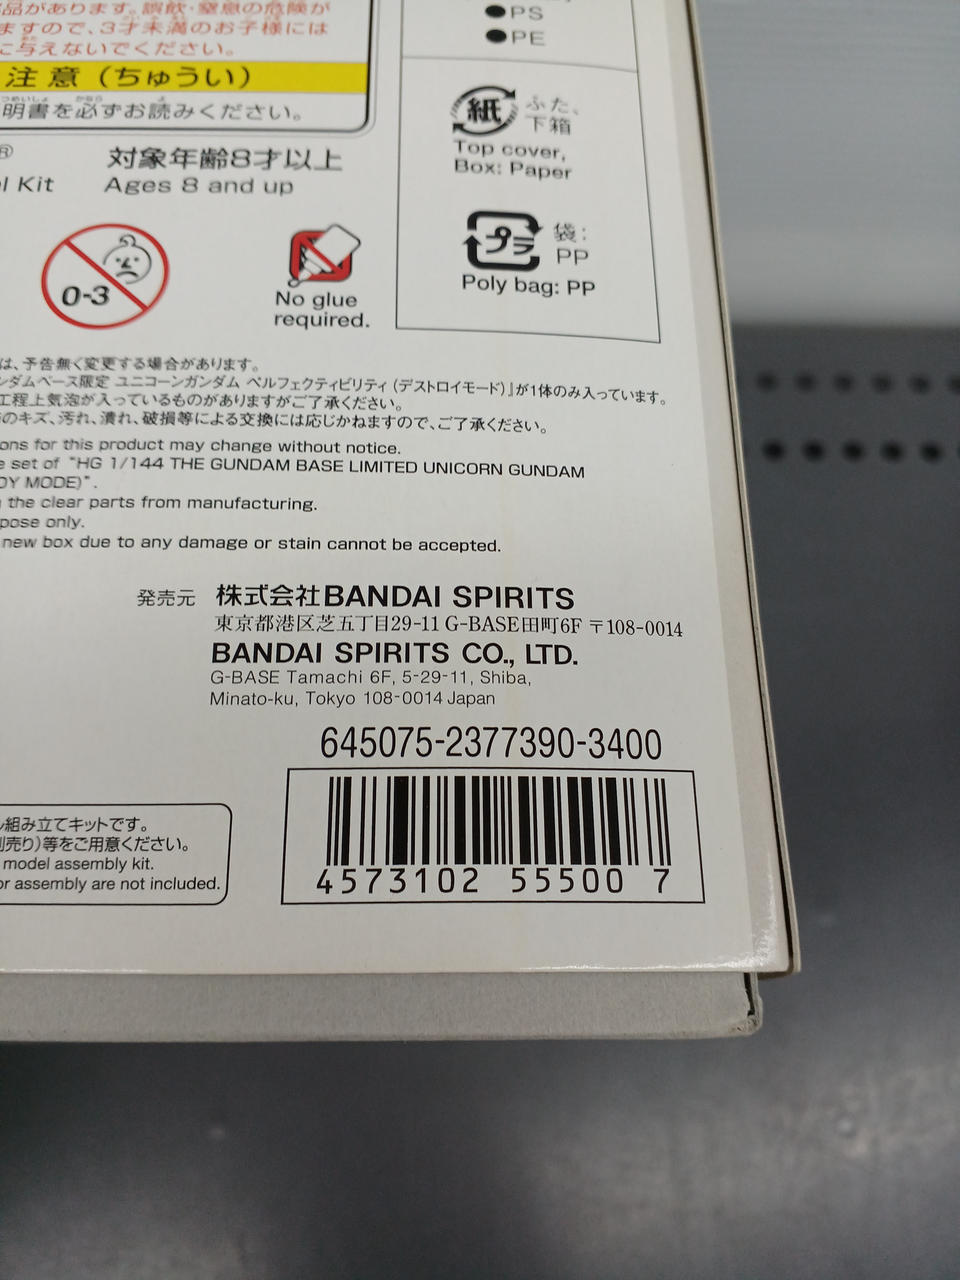 品があります。誤飲・窒息の危険が
ますので、3才未満のお子様には
に与えないでください。
注意(ちゅうい)
明書を必ずお読みください。
®
対象年齢8才以上
l Kit
Ages 8 and up
0-3
No glue
required.
●PS
●PE
紙
ふた、
下箱
Top cover,
Box: Paper
プラ
袋:
PP
Poly bag: PP
は、予告無く変更する場合があります。
ンダムベース限定 ユニコーンガンダム ペルフェクティビリティ(デストロイモード)』が1体のみ入っています。
工程上気泡が入っているものがありますがご了承ください。
のキズ、汚れ、潰れ、破損等による交換には応じかねますので、ご了承ください。
ons for this product may change without notice.
e set of "HG 1/144 THE GUNDAM BASE LIMITED UNICORN GUNDAM
OY MODE)".
the clear parts from manufacturing.
pose only.
new box due to any damage or stain cannot be accepted.
発売元 株式会社BANDAI SPIRITS
東京都港区芝五丁目29-11 G-BASE田町6F 〒108-0014
BANDAI SPIRITS CO., LTD.
G-BASE Tamachi 6F, 5-29-11, Shiba,
Minato-ku, Tokyo 108-0014 Japan
645075-2377390-3400
4573102 55500 7
ル組み立てキットです。
別売り)等をご用意ください。
model assembly kit.
or assembly are not included.